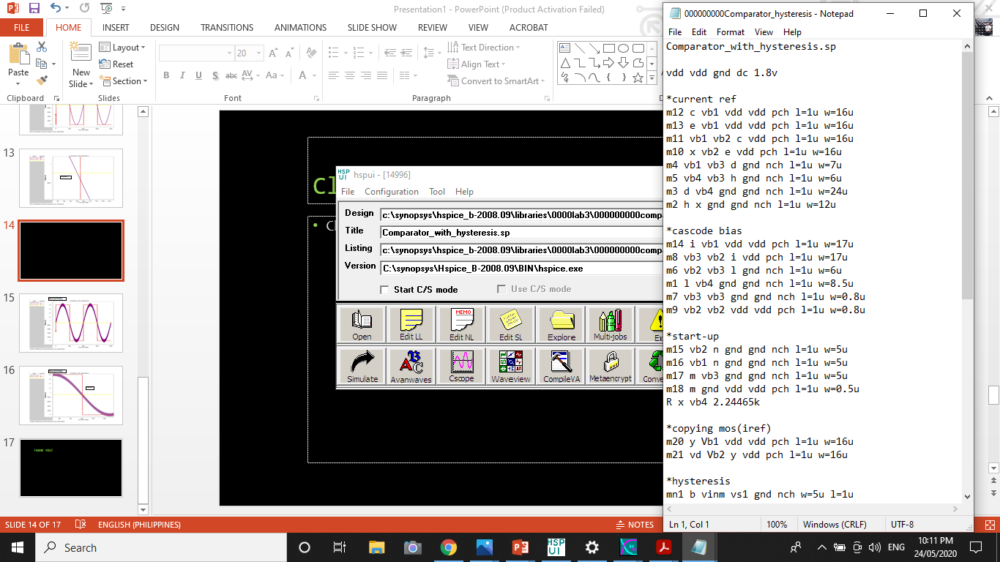 Presentation1 - PowerPoint (Product Activation Failed)
FILE HOME INSERT DESIGN TRANSITIONS ANIMATIONS SLIDE SHOW REVIEW VIEW ACROBAT
Paste
New
Slide
Layout
Reset
Section
20
B I U S abc AV Aa A
Text Direction
Align Text
Convert to SmartArt
Clipboard Slides Font Paragraph
13
14
15
16
17
THANK YOU!
hspui - [14996]
File Configuration Tool Help
Design c:\synopsys\hspice_b-2008.09\libraries\0000lab3\000000000compa
Title Comparator_with_hysteresis.sp
Listing c:\synopsys\hspice_b-2008.09\libraries\0000lab3\000000000compa
Version C:\synopsys\Hspice_B-2008.09\BIN\hspice.exe
Start C/S mode Use C/S mode
Open Edit LL Edit NL Edit SL Explore Multi-jobs
Simulate Avanwaves Cscope Waveview CompileVA Metaencrypt
000000000Comparator_hysteresis - Notepad
File Edit Format View Help
Comparator_with_hysteresis.sp
vdd vdd gnd dc 1.8v
*current ref
m12 c vb1 vdd vdd pch l=1u w=16u
m13 e vb1 vdd vdd pch l=1u w=16u
m11 vb1 vb2 c vdd pch l=1u w=16u
m10 x vb2 e vdd pch l=1u w=16u
m4 vb1 vb3 d gnd nch l=1u w=7u
m5 vb4 vb3 h gnd nch l=1u w=6u
m3 d vb4 gnd gnd nch l=1u w=24u
m2 h x gnd gnd nch l=1u w=12u
*cascode bias
m14 i vb1 vdd vdd pch l=1u w=17u
m8 vb3 vb2 i vdd pch l=1u w=17u
m6 vb2 vb3 l gnd nch l=1u w=6u
m1 l vb4 gnd gnd nch l=1u w=8.5u
m7 vb3 vb3 gnd gnd nch l=1u w=0.8u
m9 vb2 vb2 vdd vdd pch l=1u w=0.8u
*start-up
m15 vb2 n gnd gnd nch l=1u w=5u
m16 vb1 n gnd gnd nch l=1u w=5u
m17 m vb3 gnd gnd nch l=1u w=5u
m18 m gnd vdd vdd pch l=1u w=0.5u
R x vb4 2.24465k
*copying mos(iref)
m20 y Vb1 vdd vdd pch l=1u w=16u
m21 vd Vb2 y vdd pch l=1u w=16u
*hysteresis
mn1 b vinm vs1 gnd nch w=5u l=1u
Ln 1, Col 1 100% Windows (CRLF) UTF-8
SLIDE 14 OF 17 ENGLISH (PHILIPPINES) NOTES
Search
ENG
10:11 PM
24/05/2020